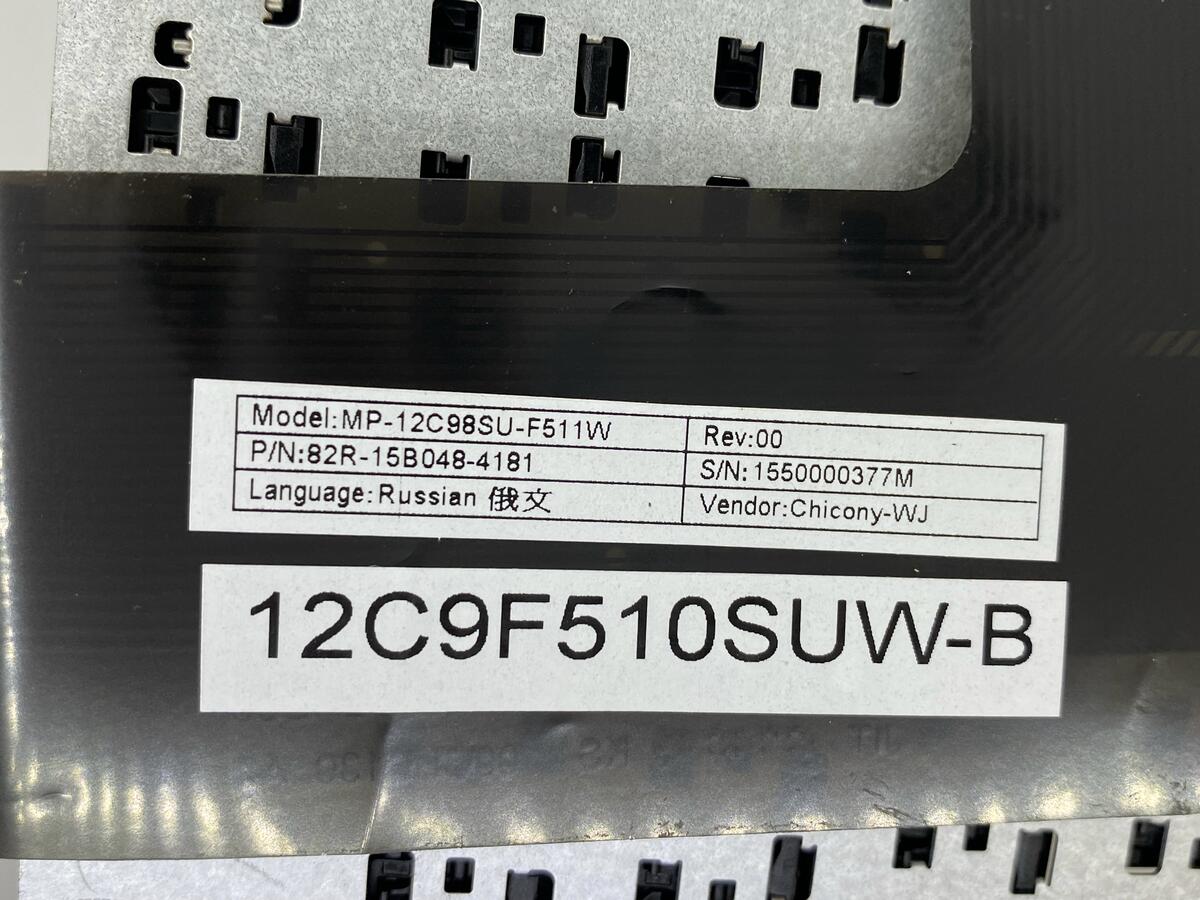 Model:MP-12C98SU-F511W Rev:00
P/N:82R-15B048-4181 S/N:1550000377M
Language:Russian 俄文 Vendor:Chicony-WJ
12C9F510SUW-B